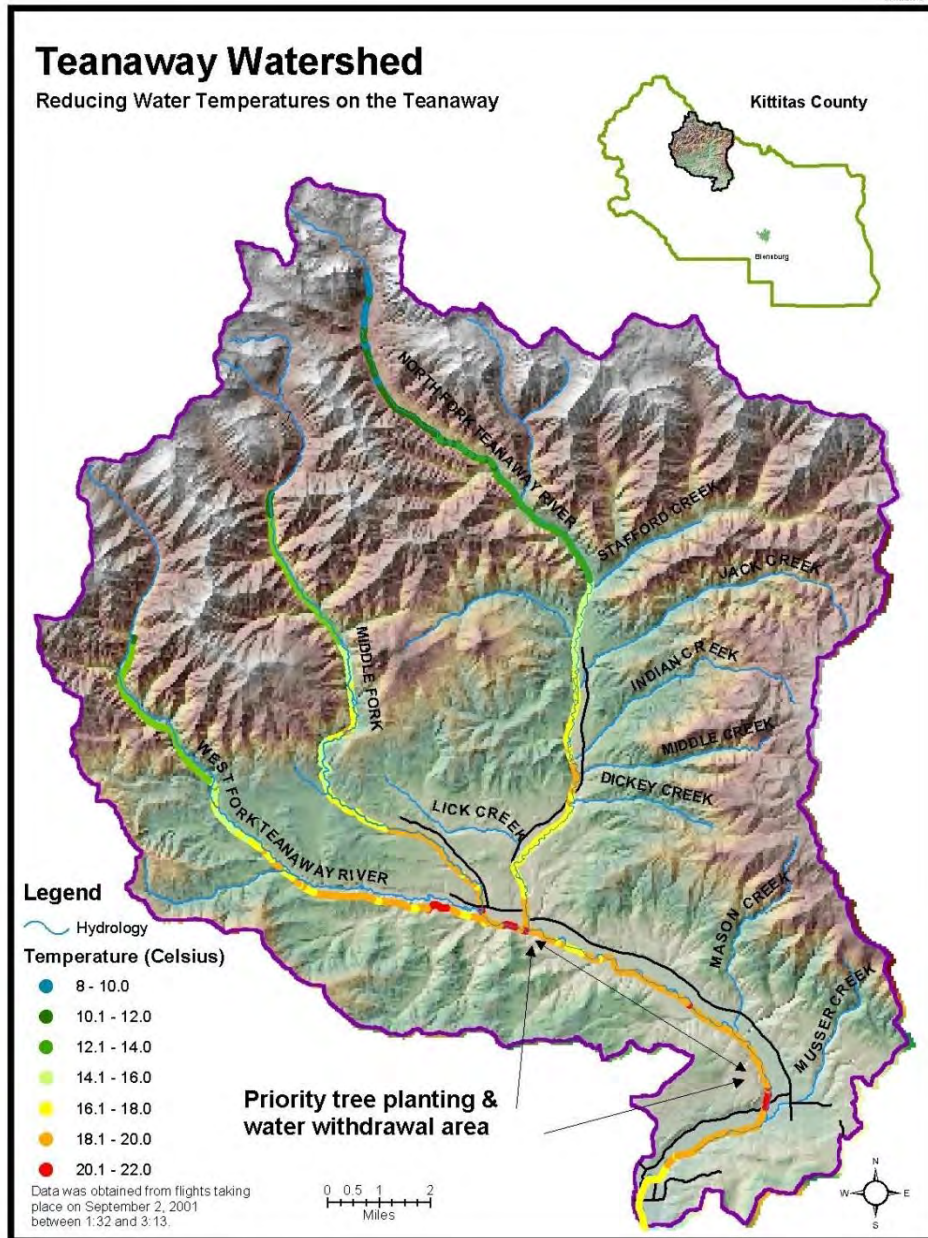 Teanaway Watershed
Reducing Water Temperatures on the Teanaway
Kittitas County
Ellensburg
NORTH FORK TEANAWAY RIVER
STAFFORD CREEK
JACK CREEK
INDIAN CREEK
MIDDLE CREEK
DICKEY CREEK
MIDDLE FORK
LICK CREEK
WEST FORK TEANAWAY RIVER
MASON CREEK
MUSSER CREEK
Legend
Hydrology
Temperature (Celsius)
8 - 10.0
10.1 - 12.0
12.1 - 14.0
14.1 - 16.0
16.1 - 18.0
18.1 - 20.0
20.1 - 22.0
Priority tree planting &
water withdrawal area
Data was obtained from flights taking
place on September 2, 2001
between 1:32 and 3:13.
0 0.5 1 2
Miles
N
W E
S